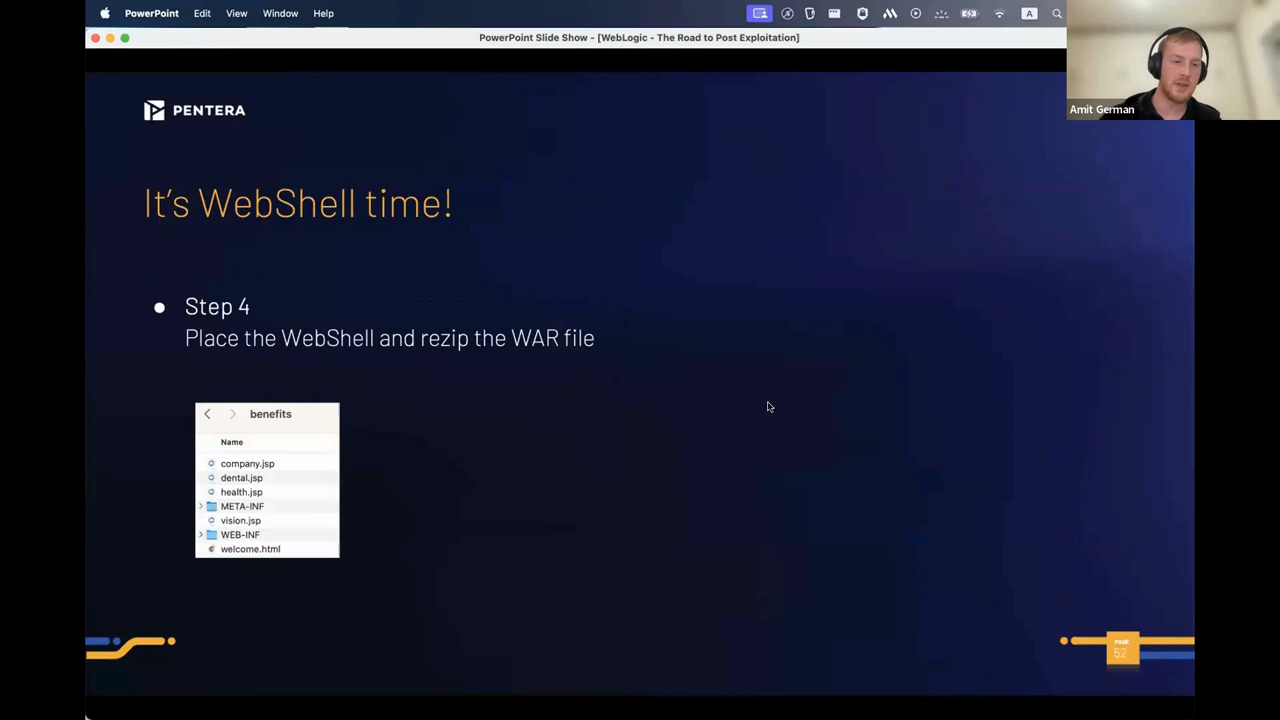 PowerPoint Edit View Window Help
A
PowerPoint Slide Show - [WebLogic - The Road to Post Exploitation]
Amit German
PENTERA
It's WebShell time!
Step 4
Place the WebShell and rezip the WAR file
benefits
Name
company.jsp
dental.jsp
health.jsp
META-INF
vision.jsp
WEB-INF
welcome.html
PAGE
52